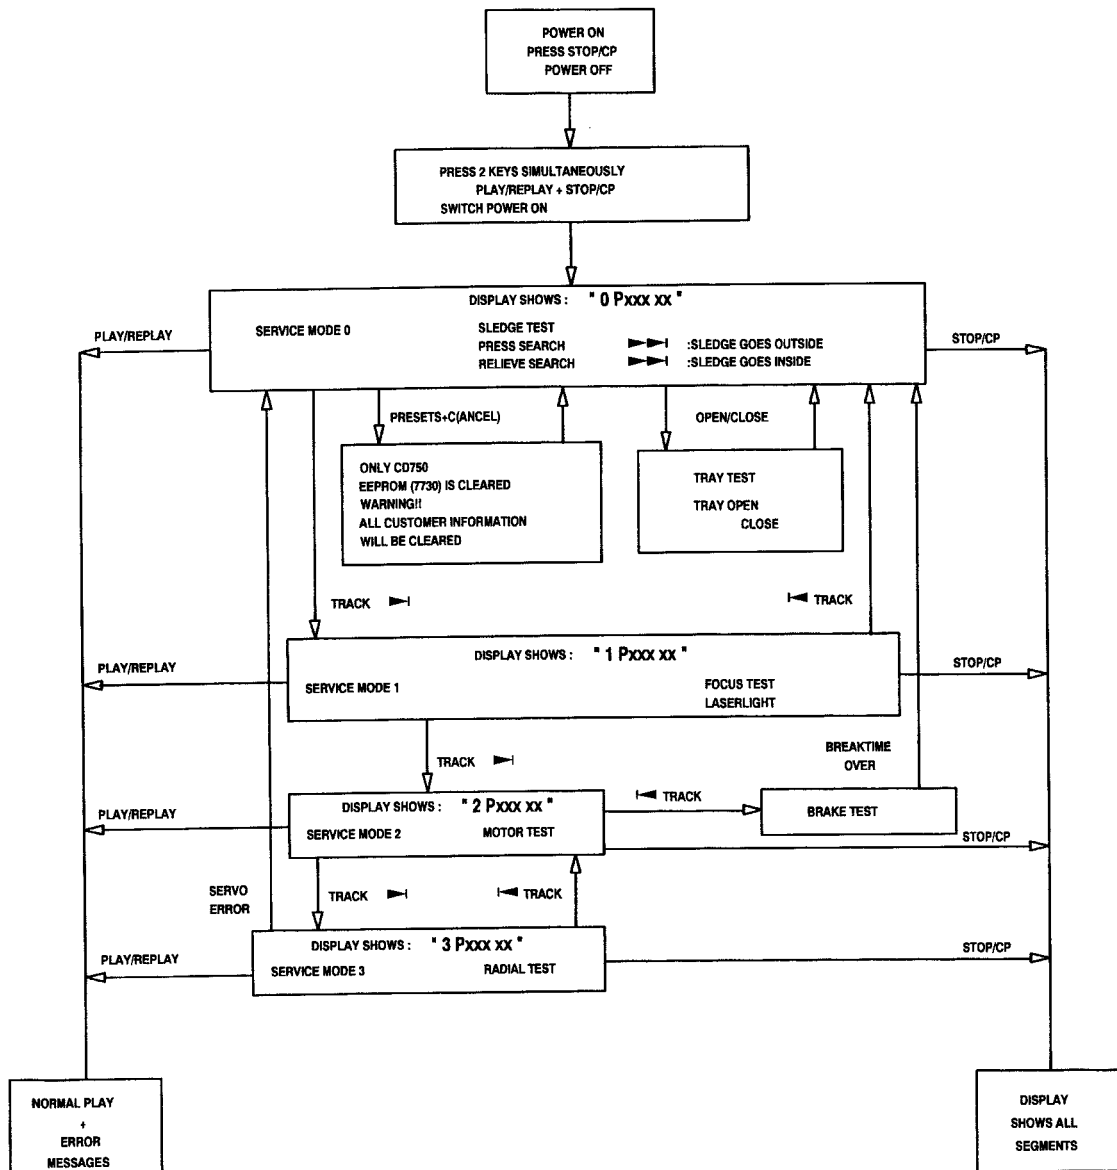 POWER ON
PRESS STOP/CP
POWER OFF
PRESS 2 KEYS SIMULTANEOUSLY
PLAY/REPLAY + STOP/CP
SWITCH POWER ON
DISPLAY SHOWS : " 0 Pxxx xx "
SERVICE MODE 0
SLEDGE TEST
PRESS SEARCH :SLEDGE GOES OUTSIDE
RELIEVE SEARCH :SLEDGE GOES INSIDE
PLAY/REPLAY
STOP/CP
PRESETS+C(ANCEL)
OPEN/CLOSE
ONLY CD750
EEPROM (7730) IS CLEARED
WARNING!!
ALL CUSTOMER INFORMATION
WILL BE CLEARED
TRAY TEST
TRAY OPEN
CLOSE
TRACK
TRACK
DISPLAY SHOWS : " 1 Pxxx xx "
SERVICE MODE 1
FOCUS TEST
LASERLIGHT
PLAY/REPLAY
STOP/CP
TRACK
BREAKTIME
OVER
DISPLAY SHOWS : " 2 Pxxx xx "
SERVICE MODE 2 MOTOR TEST
PLAY/REPLAY
TRACK
BRAKE TEST
STOP/CP
SERVO
ERROR
TRACK
TRACK
DISPLAY SHOWS : " 3 Pxxx xx "
SERVICE MODE 3 RADIAL TEST
PLAY/REPLAY
STOP/CP
NORMAL PLAY
+
ERROR
MESSAGES
DISPLAY
SHOWS ALL
SEGMENTS